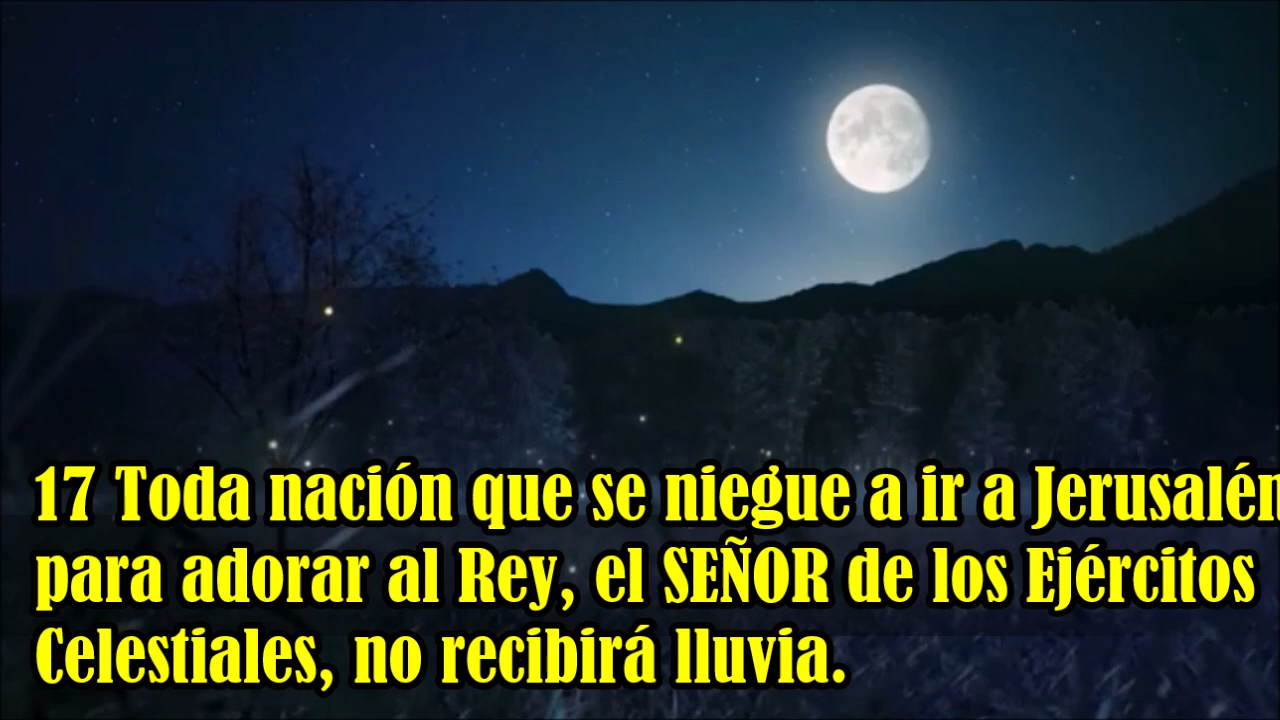 17 Toda nación que se niegue a ir a Jerusalén
para adorar al Rey, el SEÑOR de los Ejércitos
Celestiales, no recibirá lluvia.